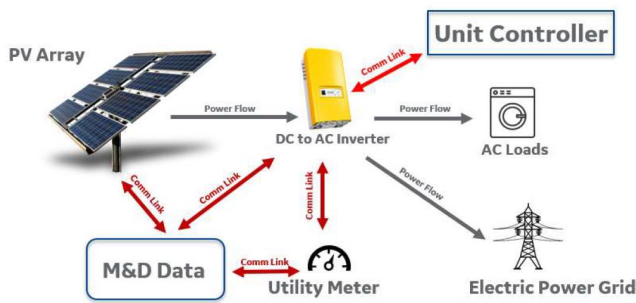 Unit Controller
PV Array
Comm Link
Power Flow
Power Flow
DC to AC Inverter
AC Loads
Comm Link
Comm Link
Comm Link
Power Flow
M&D Data
Comm Link
Utility Meter
Electric Power Grid